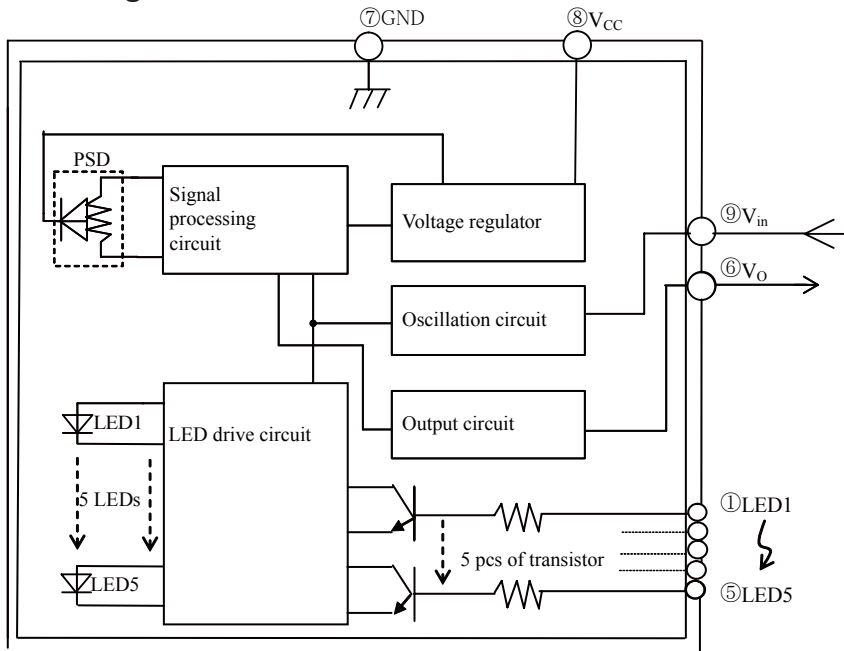 ⑦GND
⑧VCC
PSD
Signal
processing
circuit
Voltage regulator
⑨Vin
⑥VO
Oscillation circuit
Output circuit
LED1
LED drive circuit
5 LEDs
①LED1
5 pcs of transistor
LED5
⑤LED5